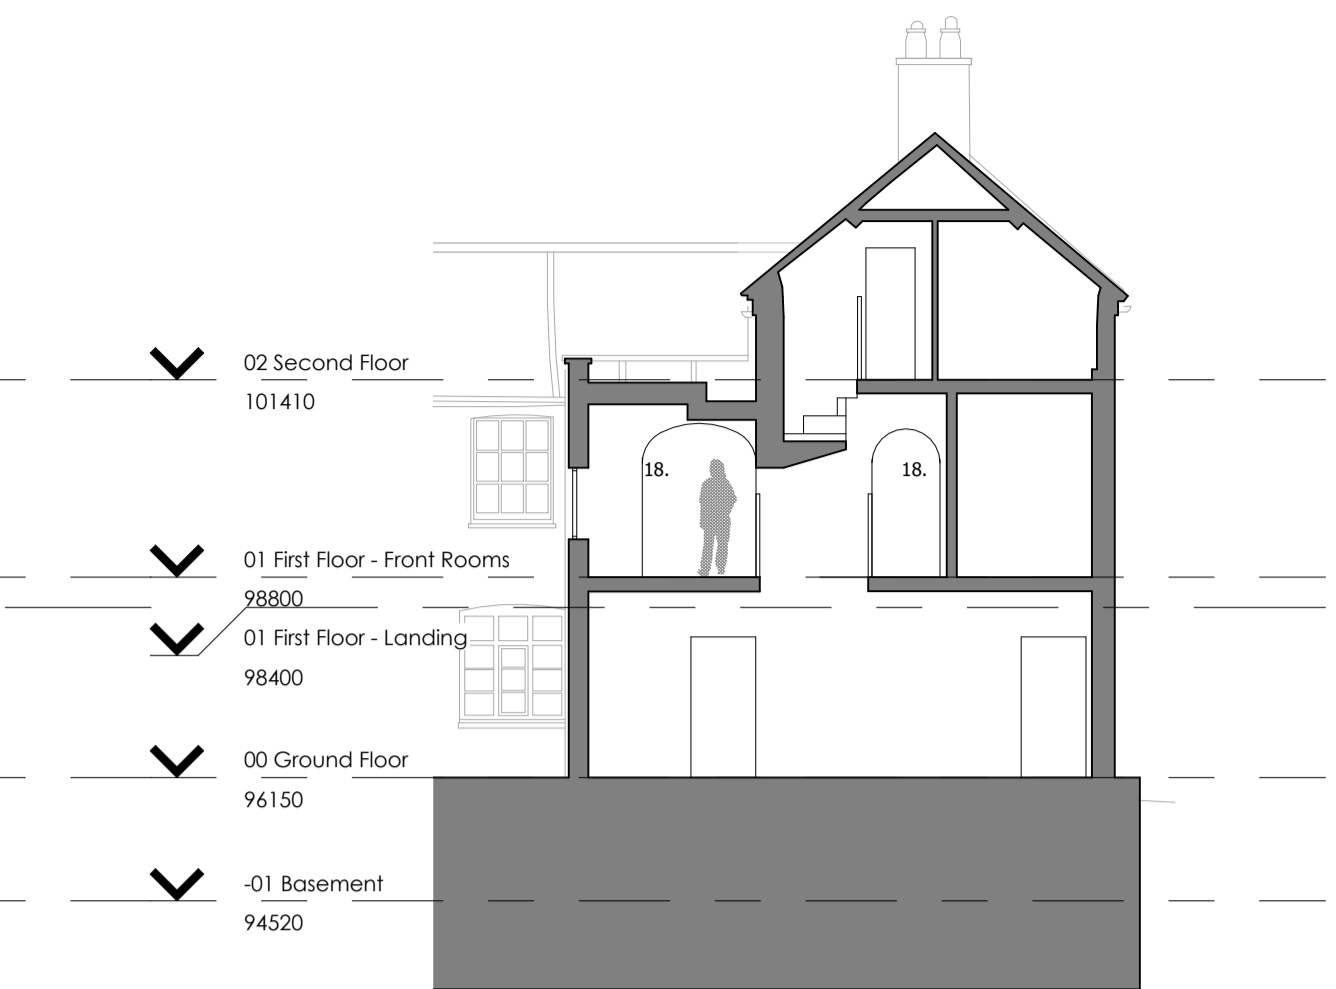 02 Second Floor
101410
18.
18.
01 First Floor - Front Rooms
98800
01 First Floor - Landing
98400
00 Ground Floor
96150
-01 Basement
94520